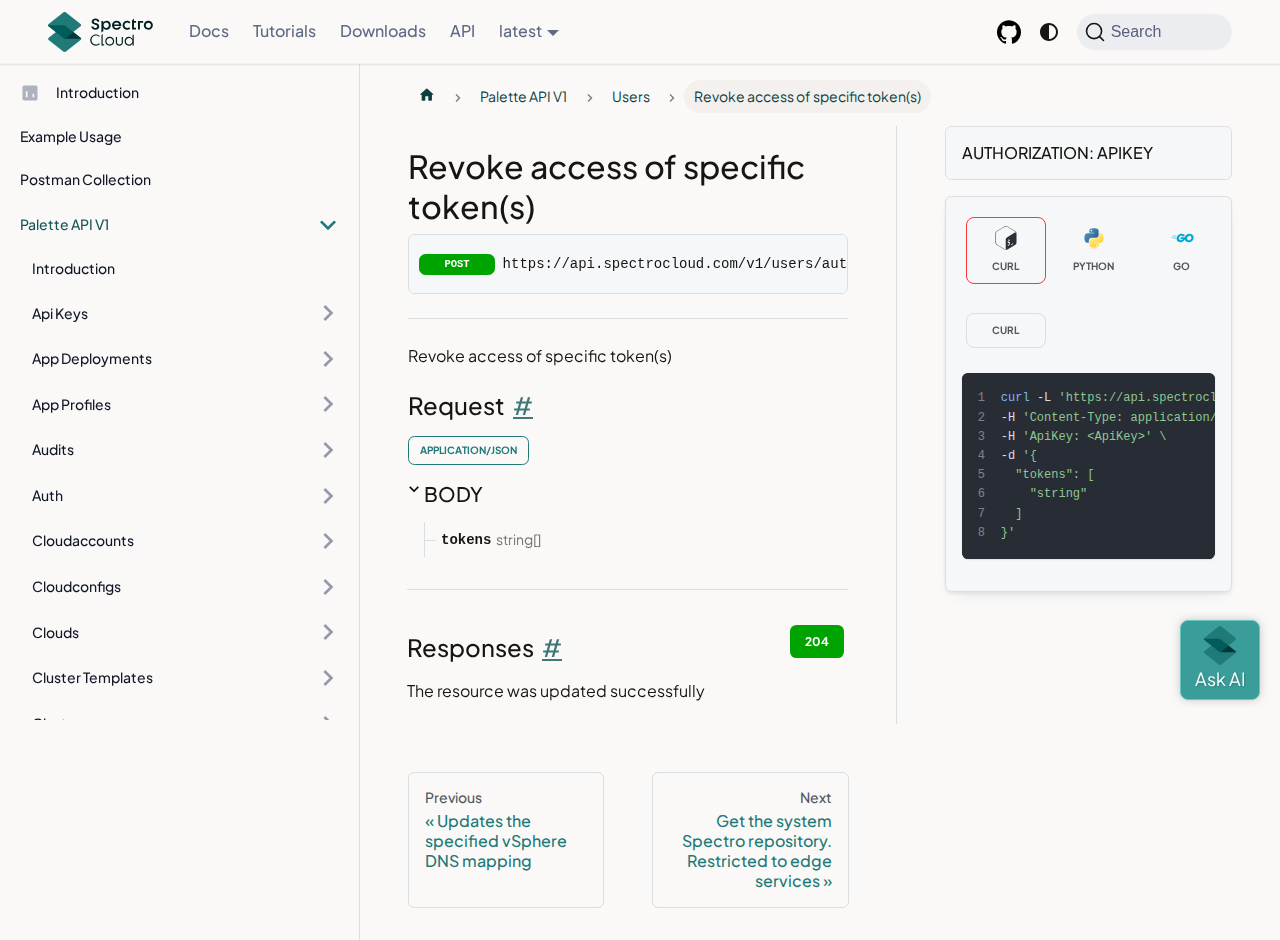 Spectro Cloud
Docs
Tutorials
Downloads
API
latest
Search
Introduction
Example Usage
Postman Collection
Palette API V1
Introduction
Api Keys
App Deployments
App Profiles
Audits
Auth
Cloudaccounts
Cloudconfigs
Clouds
Cluster Templates
Palette API V1
Users
Revoke access of specific token(s)
Revoke access of specific
token(s)
POST https://api.spectrocloud.com/v1/users/aut
Revoke access of specific token(s)
Request #
APPLICATION/JSON
BODY
tokens string[]
Responses #
204
The resource was updated successfully
Previous
« Updates the
specified vSphere
DNS mapping
Next
Get the system
Spectro repository.
Restricted to edge
services »
AUTHORIZATION: APIKEY
CURL
PYTHON
GO
CURL
1 curl -L 'https://api.spectrocl
2 -H 'Content-Type: application/
3 -H 'ApiKey: <ApiKey>' \
4 -d '{
5 "tokens": [
6 "string"
7 ]
8 }'
Ask AI